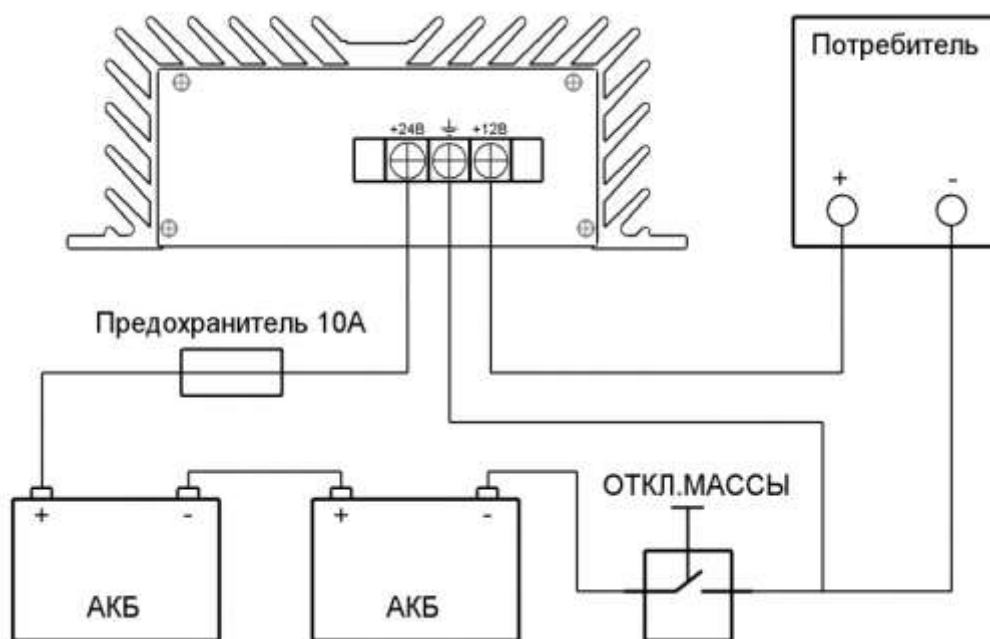 Потребитель
+24В ⏚ +12В
+ -
Предохранитель 10А
ОТКЛ.МАССЫ
+ - + -
АКБ АКБ